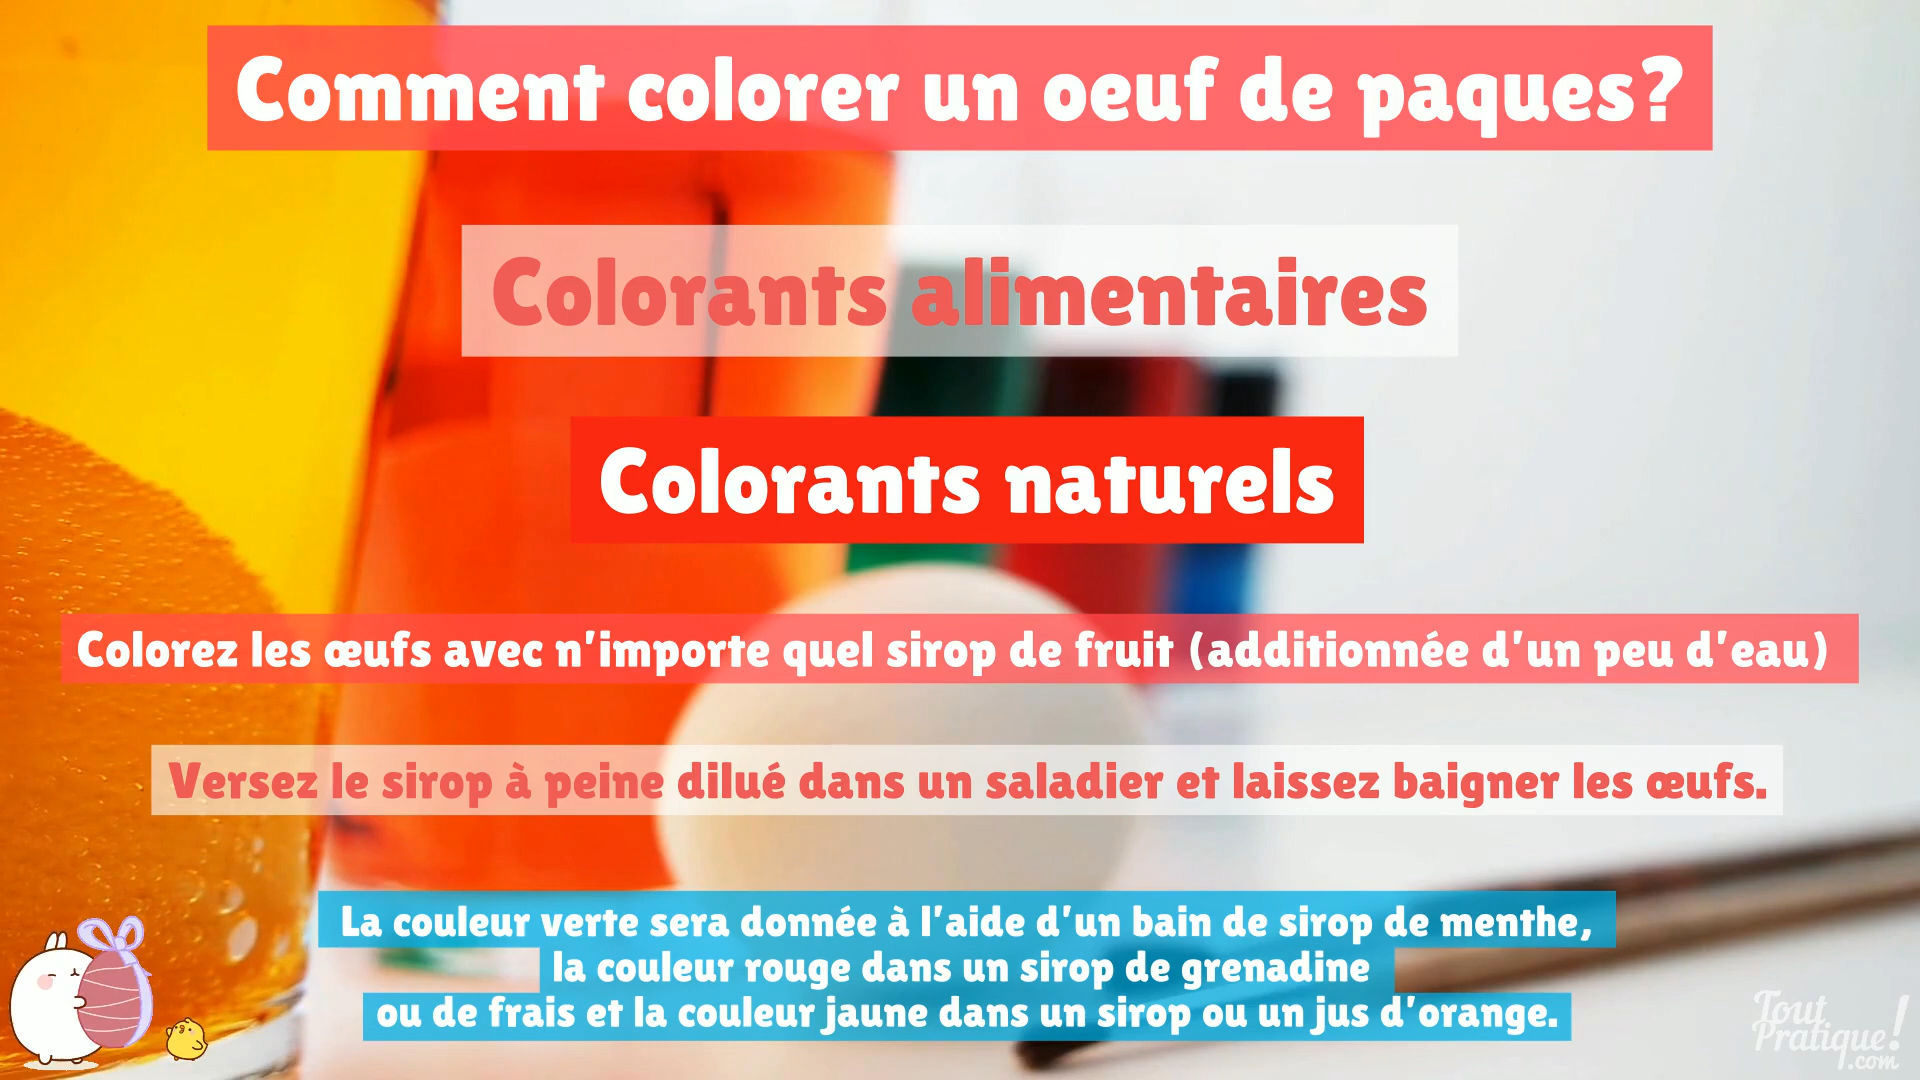 Comment colorer un oeuf de paques?
Colorants alimentaires
Colorants naturels
Colorez les œufs avec n'importe quel sirop de fruit (additionnée d'un peu d'eau)
Versez le sirop à peine dilué dans un saladier et laissez baigner les œufs.
La couleur verte sera donnée à l'aide d'un bain de sirop de menthe,
la couleur rouge dans un sirop de grenadine
ou de frais et la couleur jaune dans un sirop ou un jus d'orange.
Tout
Pratique!
.com